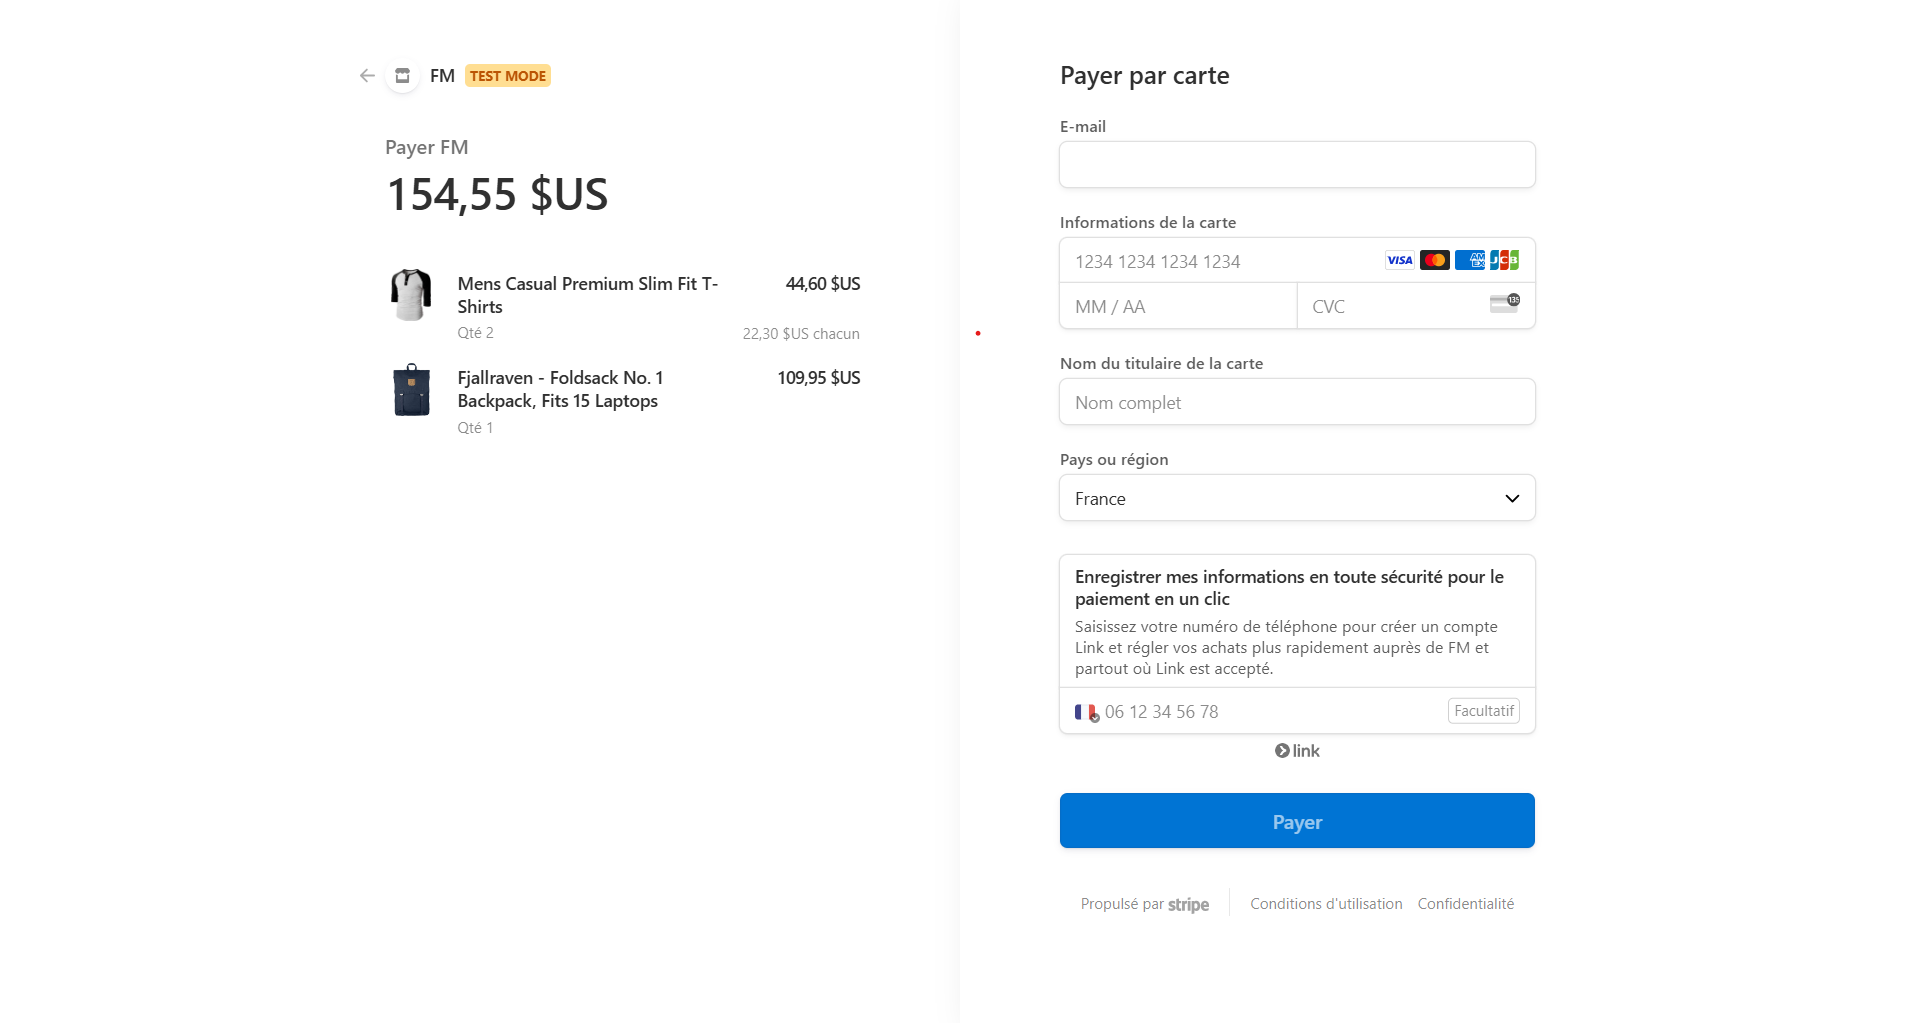 FM TEST MODE
Payer FM
154,55 $US
Mens Casual Premium Slim Fit T- 44,60 $US
Shirts
Qté 2 22,30 $US chacun
Fjallraven - Foldsack No. 1 109,95 $US
Backpack, Fits 15 Laptops
Qté 1
Payer par carte
E-mail
Informations de la carte
1234 1234 1234 1234 VISA AMEX JCB
MM / AA CVC 135
Nom du titulaire de la carte
Nom complet
Pays ou région
France
Enregistrer mes informations en toute sécurité pour le
paiement en un clic
Saisissez votre numéro de téléphone pour créer un compte
Link et régler vos achats plus rapidement auprès de FM et
partout où Link est accepté.
06 12 34 56 78 Facultatif
link
Payer
Propulsé par stripe Conditions d'utilisation Confidentialité